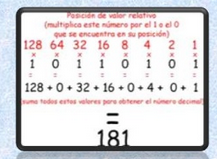 Posición de valor relativo
(multiplica este número por el 1 o el 0
que se encuentra en su posición)
128 64 32 16 8 4 2 1
x x x x x x x x
1 0 1 1 0 1 0 1
= = = = = = = =
128 + 0 + 32 + 16 + 0 + 4 + 0 + 1
(suma todos estos valores para obtener el número decimal)
=
181